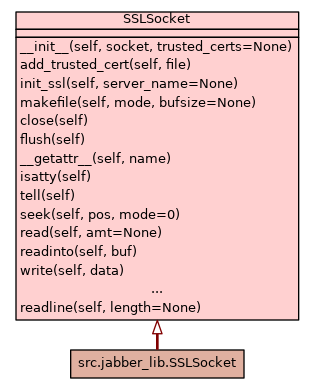 SSLSocket
__init__(self, socket, trusted_certs=None)
add_trusted_cert(self, file)
init_ssl(self, server_name=None)
makefile(self, mode, bufsize=None)
close(self)
flush(self)
__getattr__(self, name)
isatty(self)
tell(self)
seek(self, pos, mode=0)
read(self, amt=None)
readinto(self, buf)
write(self, data)
...
readline(self, length=None)
src.jabber_lib.SSLSocket